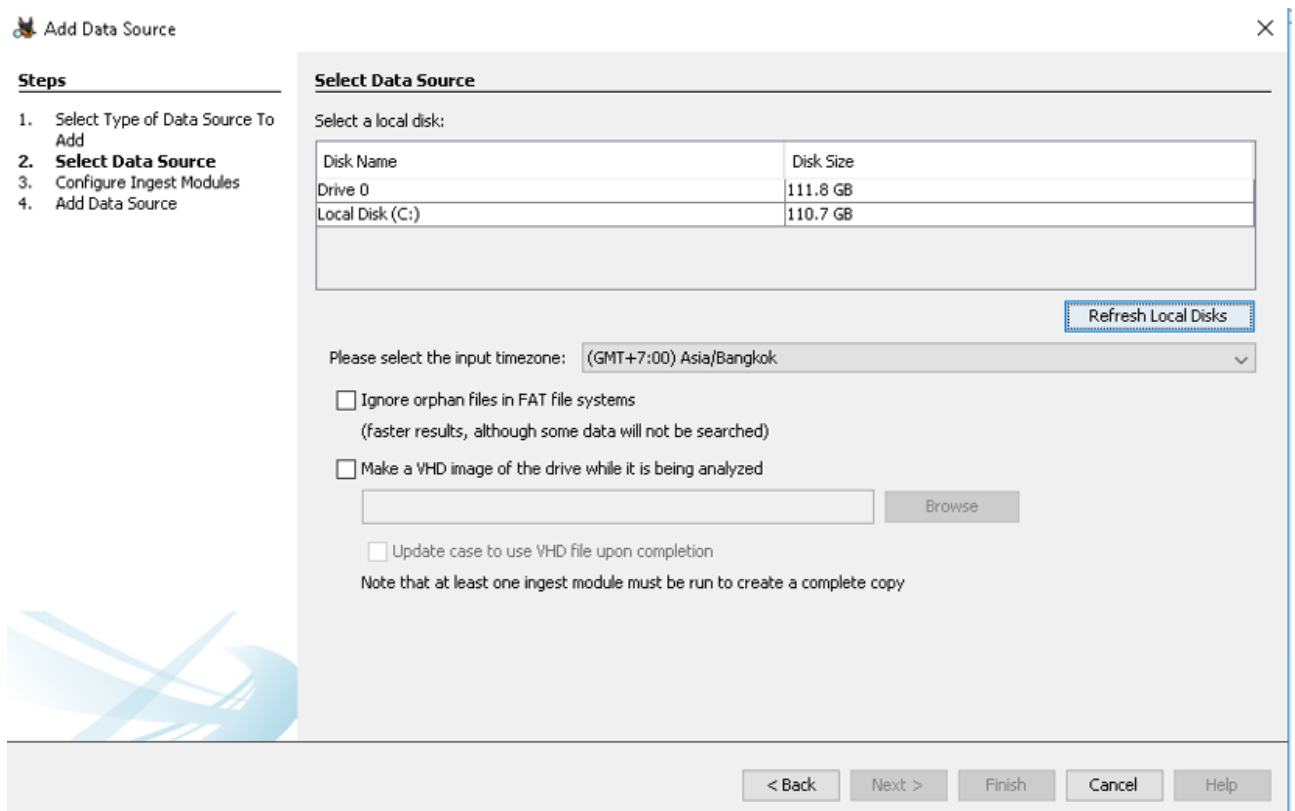 Add Data Source
Steps
1. Select Type of Data Source To
Add
2. Select Data Source
3. Configure Ingest Modules
4. Add Data Source
Select Data Source
Select a local disk:
Disk Name Disk Size
Drive 0 111.8 GB
Local Disk (C:) 110.7 GB
Refresh Local Disks
Please select the input timezone: (GMT+7:00) Asia/Bangkok
Ignore orphan files in FAT file systems
(faster results, although some data will not be searched)
Make a VHD image of the drive while it is being analyzed
Browse
Update case to use VHD file upon completion
Note that at least one ingest module must be run to create a complete copy
< Back Next > Finish Cancel Help